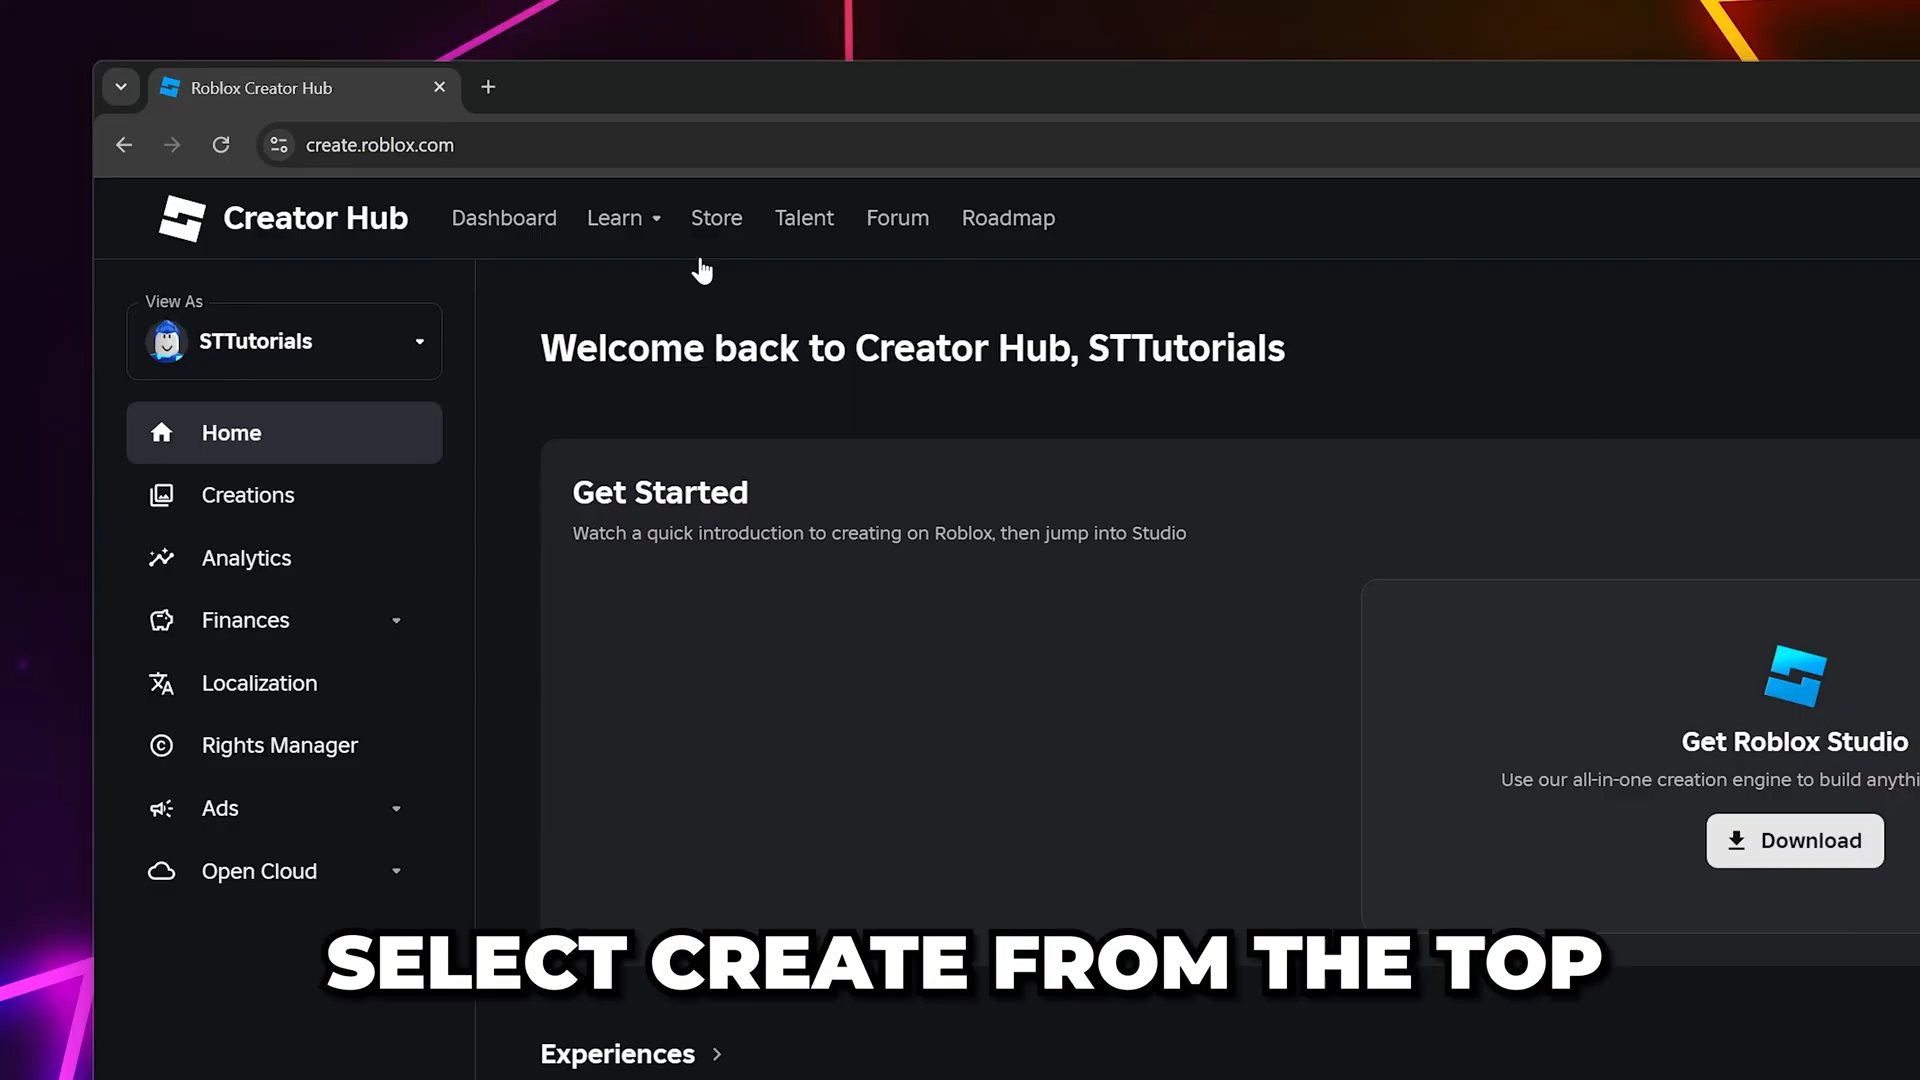 Roblox Creator Hub
create.roblox.com
Creator Hub Dashboard Learn Store Talent Forum Roadmap
View As
STTutorials
Home
Creations
Analytics
Finances
Localization
Rights Manager
Ads
Open Cloud
Welcome back to Creator Hub, STTutorials
Get Started
Watch a quick introduction to creating on Roblox, then jump into Studio
Get Roblox Studio
Use our all-in-one creation engine to build anythi
Download
SELECT CREATE FROM THE TOP
Experiences